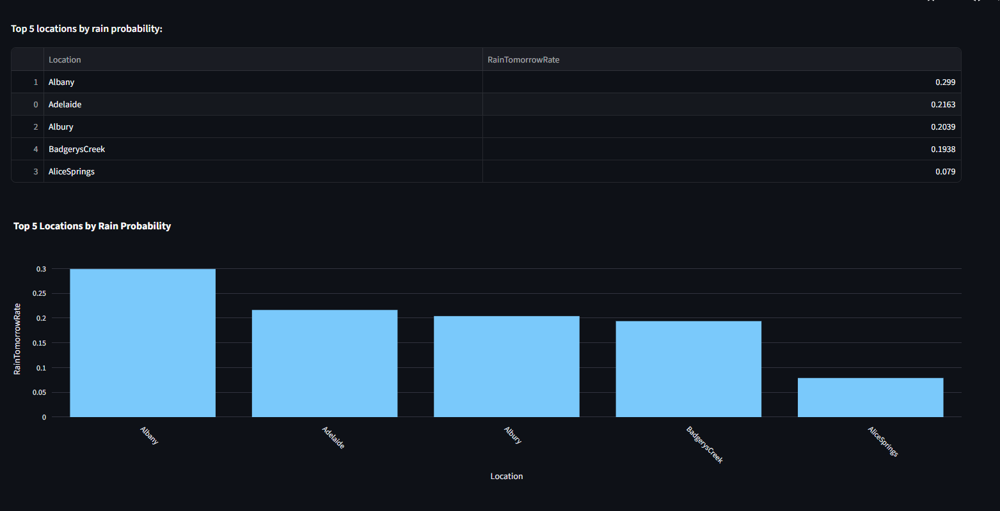 Top 5 locations by rain probability:
Location RainTomorrowRate
1 Albany 0.299
0 Adelaide 0.2163
2 Albury 0.2039
4 BadgerysCreek 0.1938
3 AliceSprings 0.079
Top 5 Locations by Rain Probability
RainTomorrowRate
0.3
0.25
0.2
0.15
0.1
0.05
0
Albany Adelaide Albury BadgerysCreek AliceSprings
Location